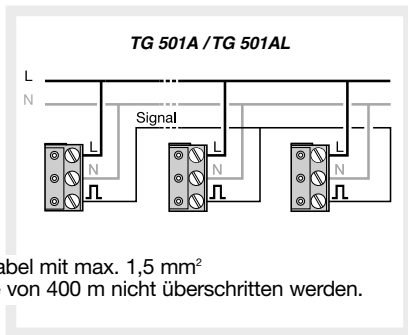 TG 501A / TG 501AL
L
N
Signal
L L L
N N N
abel mit max. 1,5 mm²
von 400 m nicht überschritten werden.